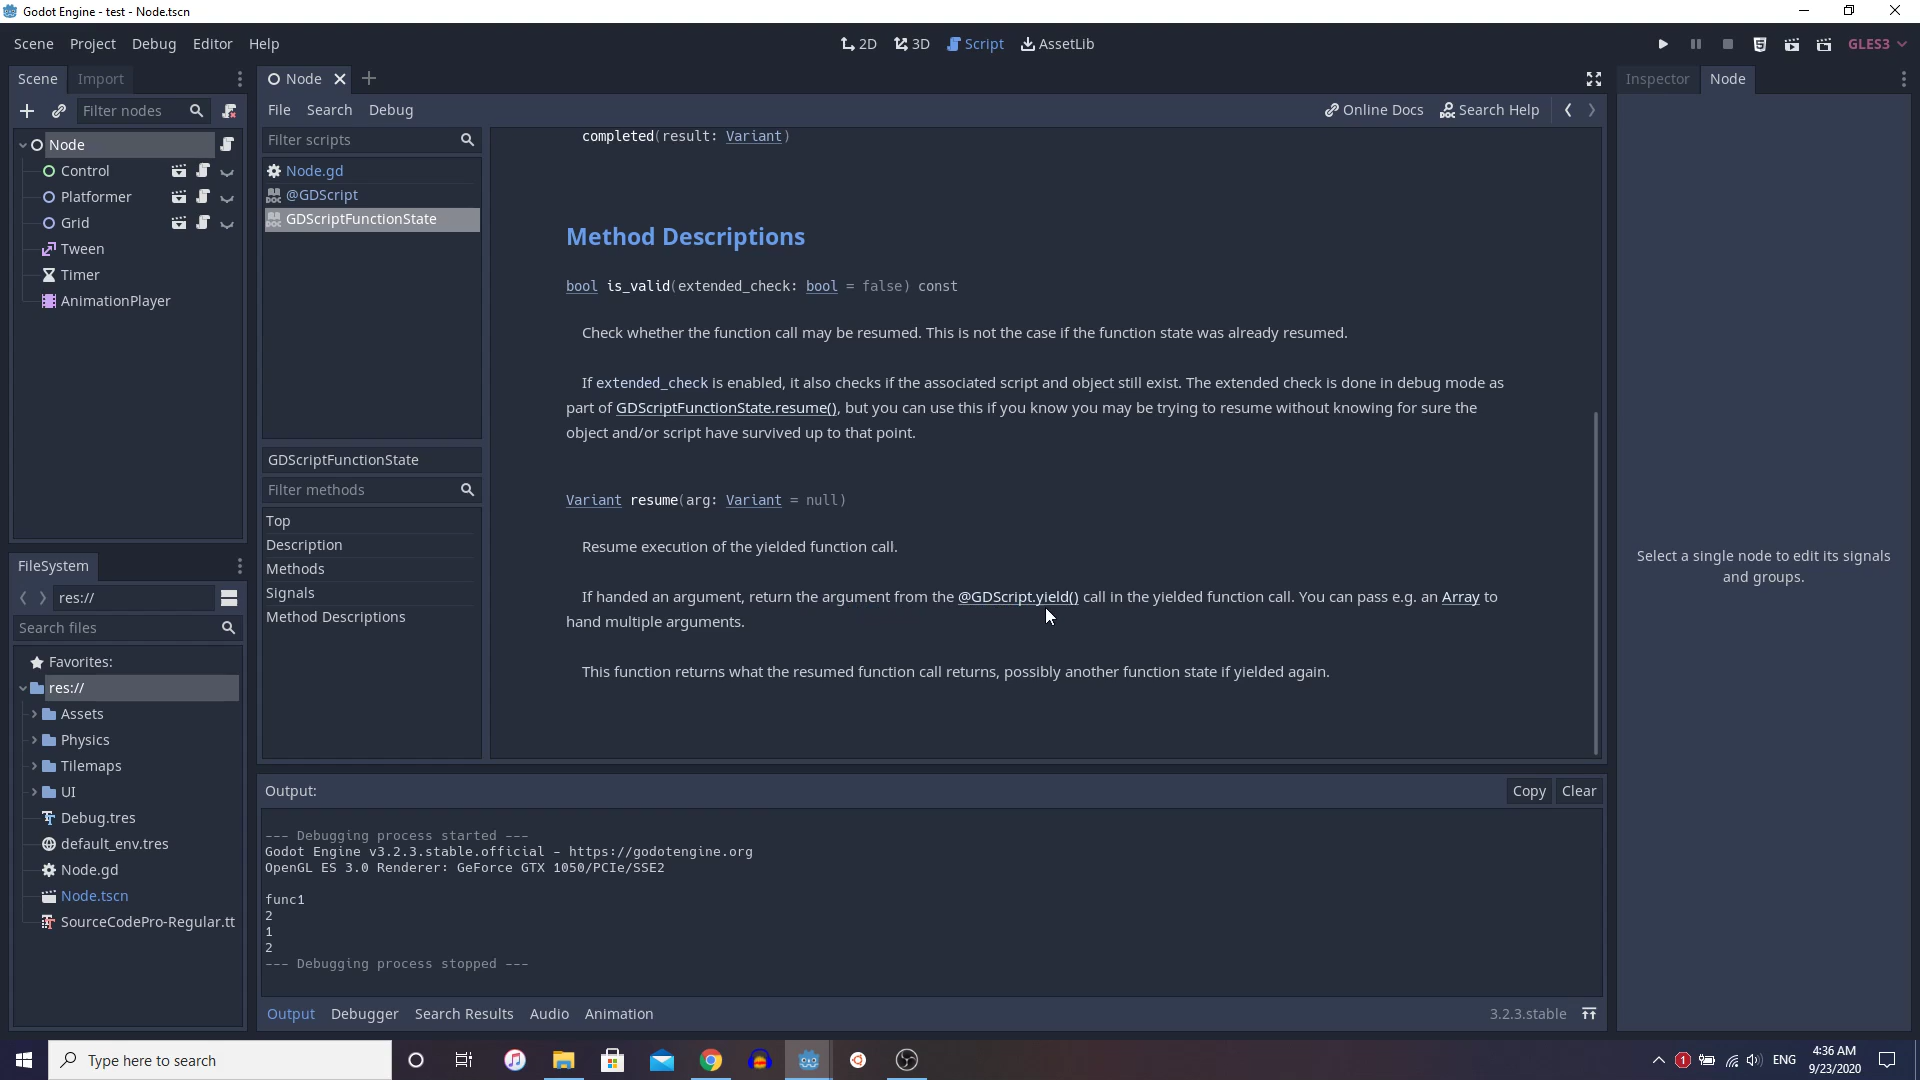 Godot Engine - test - Node.tscn
Scene Project Debug Editor Help
2D 3D Script AssetLib
GLES3
Scene Import
Filter nodes
Node
Control
Platformer
Grid
Tween
Timer
AnimationPlayer
FileSystem
res://
Search files
Favorites:
res://
Assets
Physics
Tilemaps
UI
Debug.tres
default_env.tres
Node.gd
Node.tscn
SourceCodePro-Regular.tt
Node
File Search Debug
Online Docs Search Help
Filter scripts
Node.gd
DOC @GDScript
DOC GDScriptFunctionState
GDScriptFunctionState
Filter methods
Top
Description
Methods
Signals
Method Descriptions
completed(result: Variant)
Method Descriptions
bool is_valid(extended_check: bool = false) const
Check whether the function call may be resumed. This is not the case if the function state was already resumed.
If extended_check is enabled, it also checks if the associated script and object still exist. The extended check is done in debug mode as
part of GDScriptFunctionState.resume(), but you can use this if you know you may be trying to resume without knowing for sure the
object and/or script have survived up to that point.
Variant resume(arg: Variant = null)
Resume execution of the yielded function call.
If handed an argument, return the argument from the @GDScript.yield() call in the yielded function call. You can pass e.g. an Array to
hand multiple arguments.
This function returns what the resumed function call returns, possibly another function state if yielded again.
Output:
Copy Clear
--- Debugging process started ---
Godot Engine v3.2.3.stable.official - https://godotengine.org
OpenGL ES 3.0 Renderer: GeForce GTX 1050/PCIe/SSE2
func1
2
1
2
--- Debugging process stopped ---
Output Debugger Search Results Audio Animation
3.2.3.stable
Inspector Node
Select a single node to edit its signals
and groups.
Type here to search
1
ENG
4:36 AM
9/23/2020